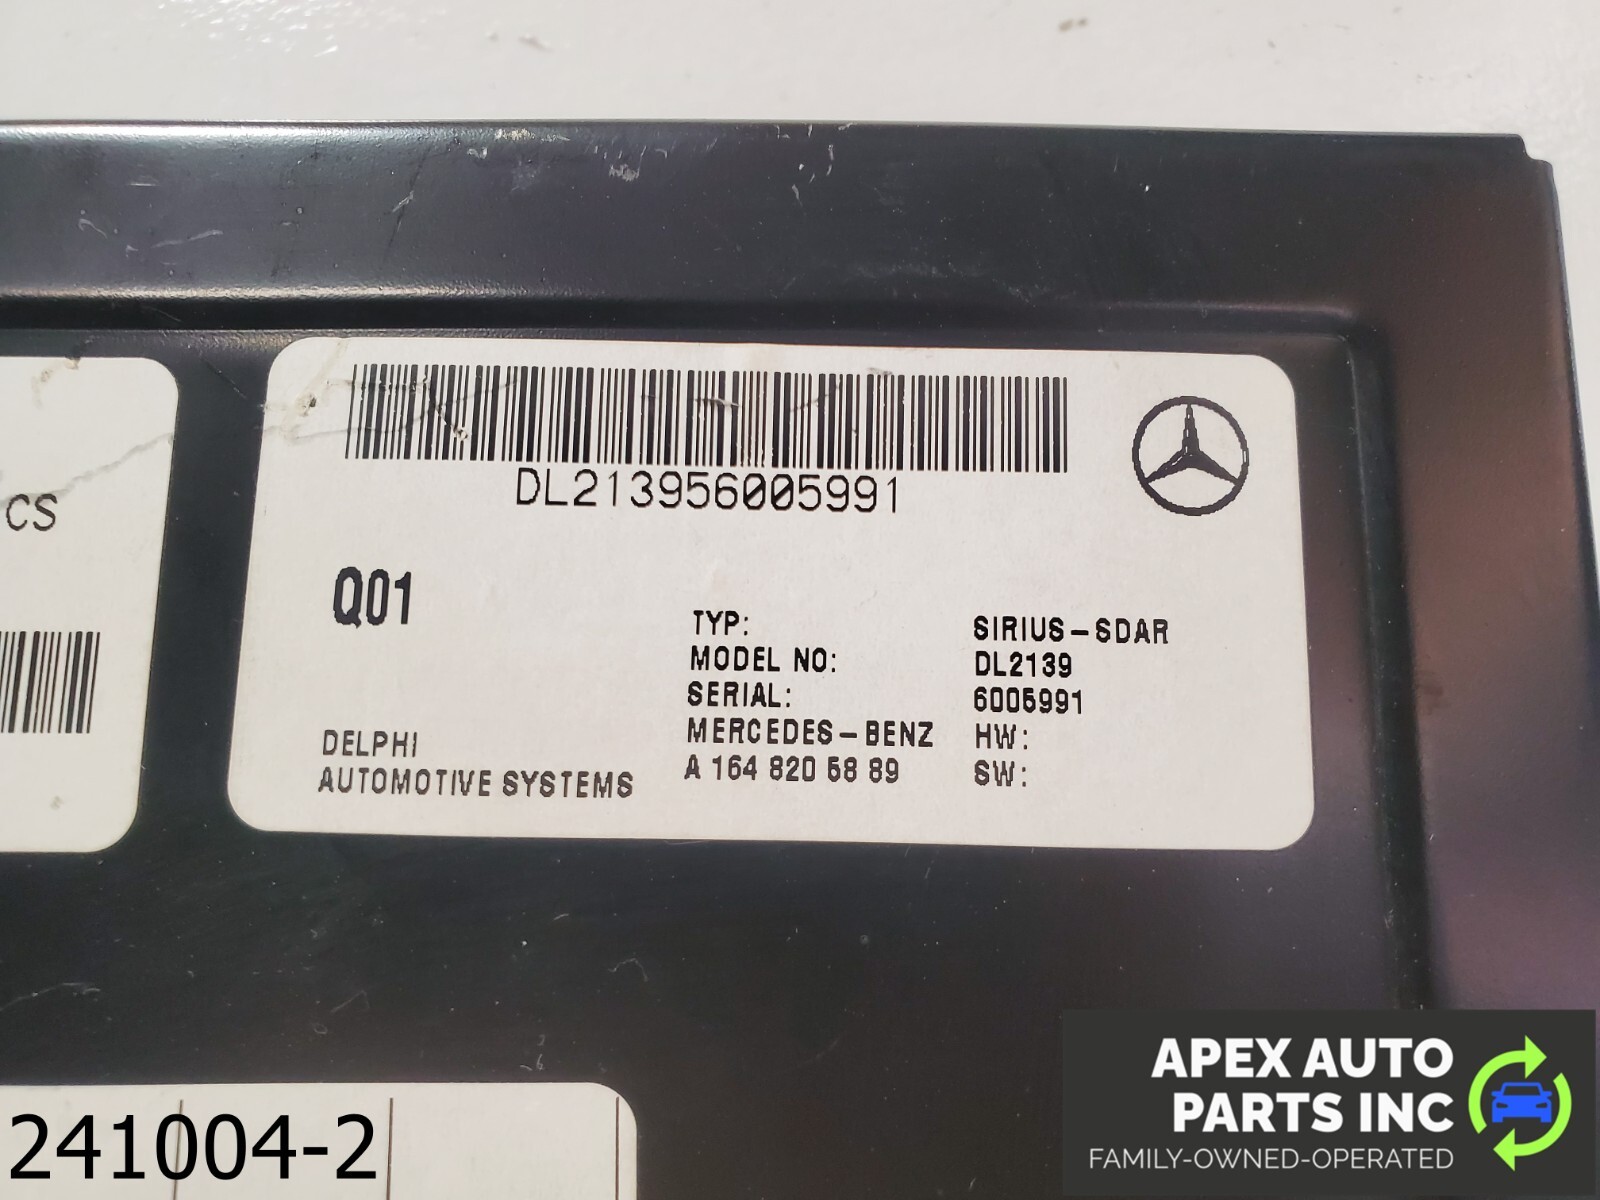 DL213956005991
CS
Q01
TYP: SIRIUS-SDAR
MODEL NO: DL2139
SERIAL: 6005991
MERCEDES-BENZ HW:
A 164 820 58 89 SW:
DELPHI
AUTOMOTIVE SYSTEMS
APEX AUTO
PARTS INC
FAMILY-OWNED-OPERATED
241004-2